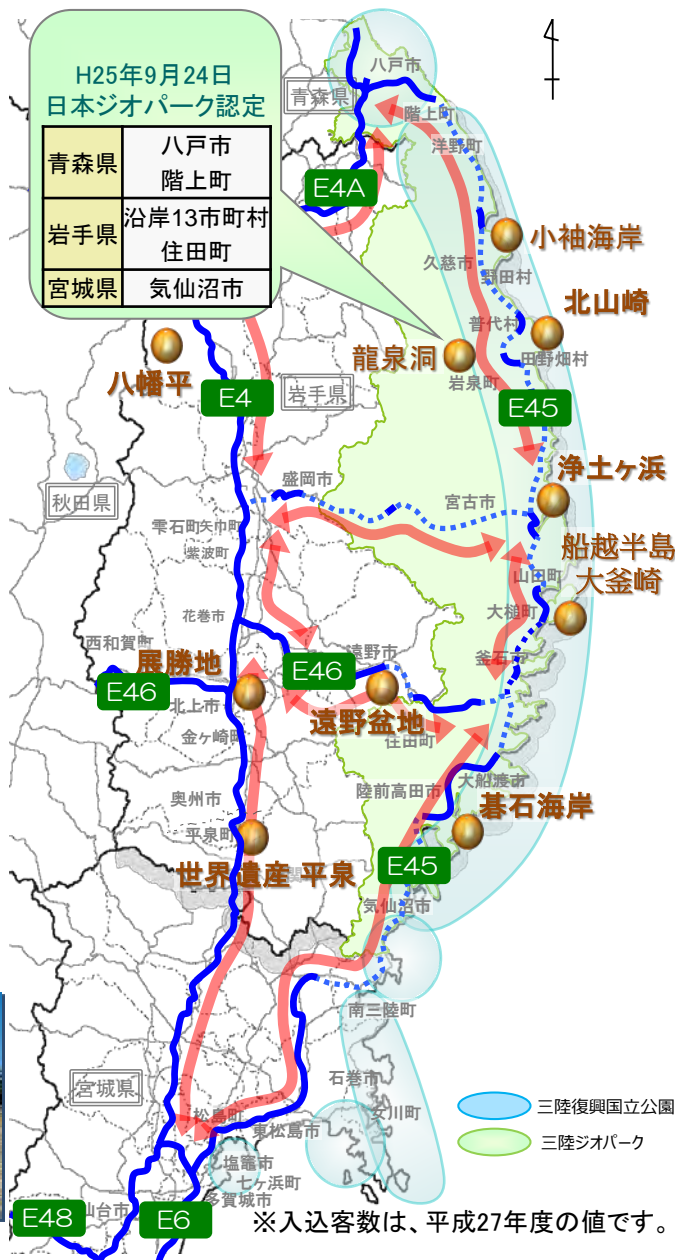 H25年9月24日
日本ジオパーク認定
青森県 八戸市
階上町
岩手県 沿岸13市町村
住田町
宮城県 気仙沼市
八戸市
青森県
階上町
洋野町
E4A
小袖海岸
久慈市
野田村
北山崎
普代村
龍泉洞
田野畑村
八幡平
岩泉町
E4
岩手県
E45
浄土ヶ浜
盛岡市
宮古市
秋田県
雫石町
矢巾町
船越半島
大釜崎
紫波町
山田町
花巻市
大槌町
西和賀町
遠野市
釜石市
展勝地
E46
E46
北上市
遠野盆地
金ヶ崎町
住田町
大船渡市
陸前高田市
奥州市
碁石海岸
平泉町
E45
世界遺産 平泉
気仙沼市
南三陸町
宮城県
石巻市
女川町
松島町
東松島市
三陸復興国立公園
三陸ジオパーク
塩竈市
七ヶ浜町
多賀城市
仙台市
E48
E6
※入込客数は、平成27年度の値です。